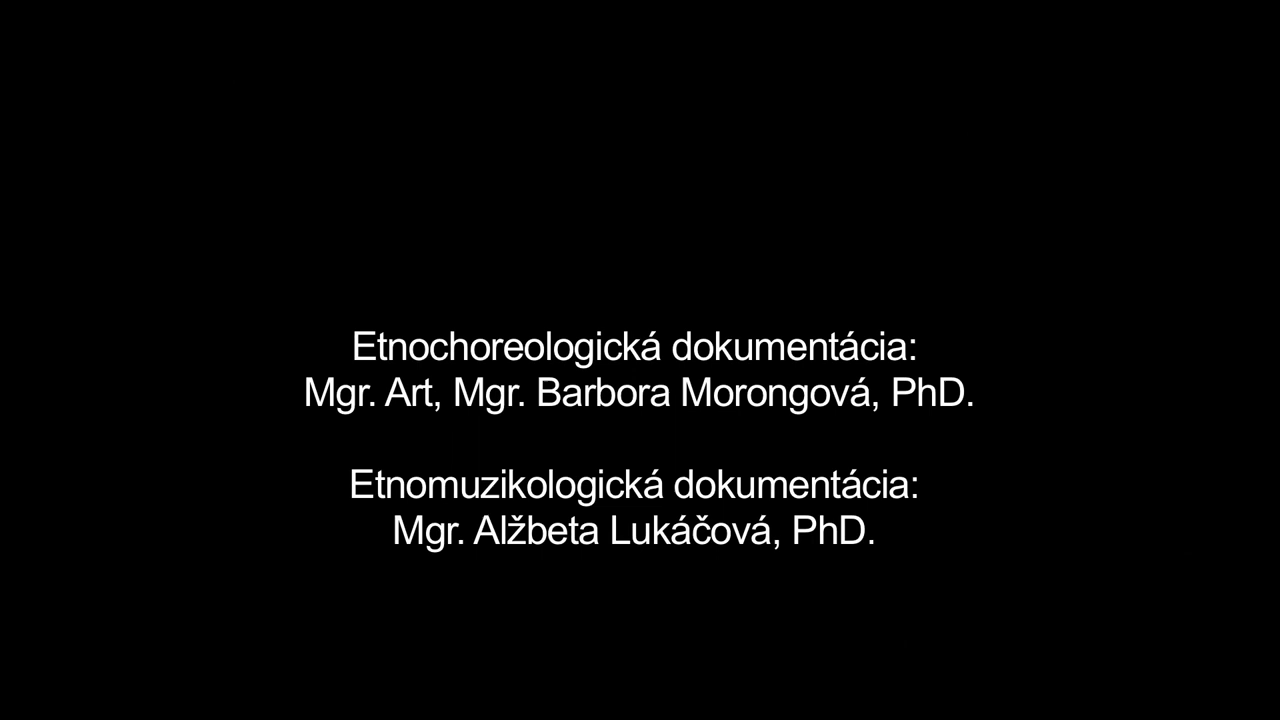 Etnochoreologická dokumentácia:
Mgr. Art, Mgr. Barbora Morongová, PhD.
Etnomuzikologická dokumentácia:
Mgr. Alžbeta Lukáčová, PhD.